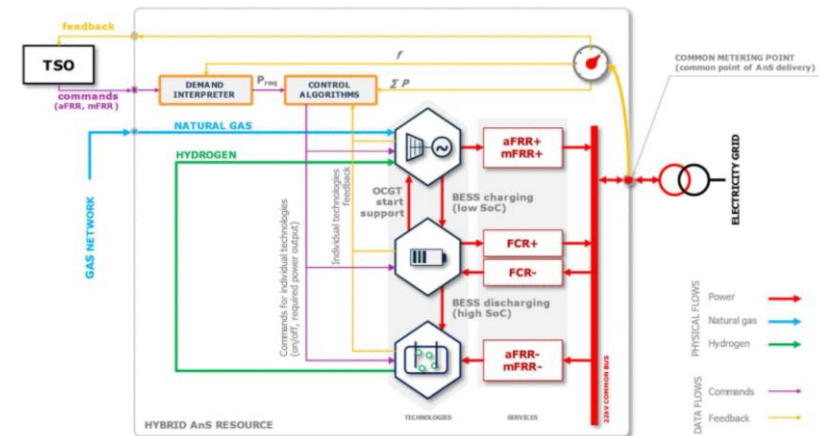 feedback
TSO
commands
(aFRR, mFRR)
DEMAND
INTERPRETER
Preq
CONTROL
ALGORITHMS
f
Σ P
COMMON METERING POINT
(common point of AnS delivery)
NATURAL GAS
HYDROGEN
GAS NETWORK
Commands for individual technologies
(on/off, required power output)
Individual technologies
feedback
OCGT
start
support
aFRR+
mFRR+
BESS charging
(low SoC)
FCR+
FCR-
BESS discharging
(high SoC)
aFRR-
mFRR-
22kV COMMON BUS
ELECTRICITY GRID
TECHNOLOGIES
SERVICES
HYBRID AnS RESOURCE
PHYSICAL FLOWS
Power
Natural gas
Hydrogen
DATA FLOWS
Commands
Feedback